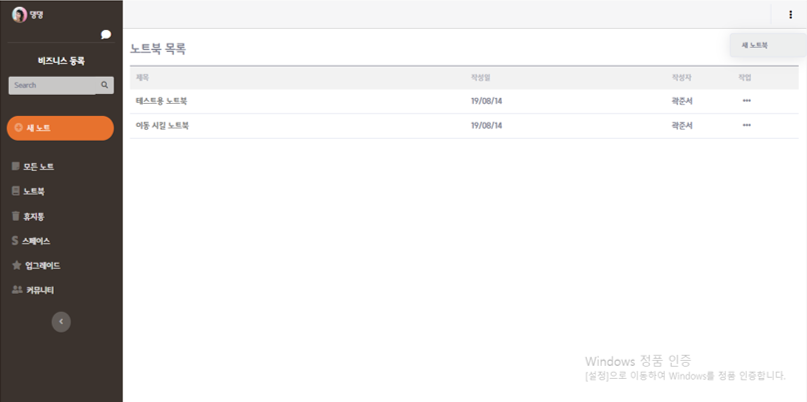 댕댕
비즈니스 등록
Search
새 노트
모든 노트
노트북
휴지통
스페이스
업그레이드
커뮤니티
새 노트북
노트북 목록
제목 작성일 작성자 작업
테스트용 노트북 19/08/14 곽준서
이동 시킬 노트북 19/08/14 곽준서
Windows 정품 인증
[설정]으로 이동하여 Windows를 정품 인증합니다.